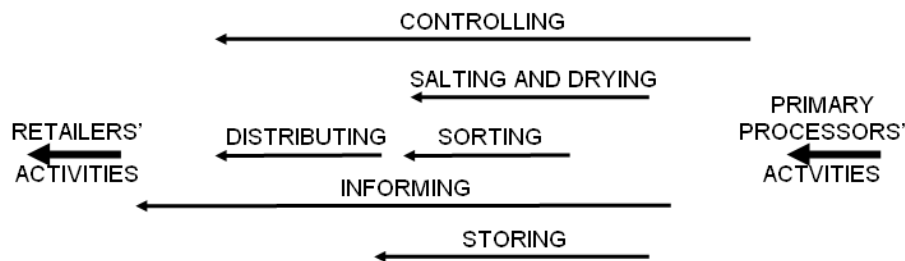 CONTROLLING
SALTING AND DRYING
RETAILERS'
ACTIVITIES
DISTRIBUTING
SORTING
PRIMARY
PROCESSORS'
ACTVITIES
INFORMING
STORING